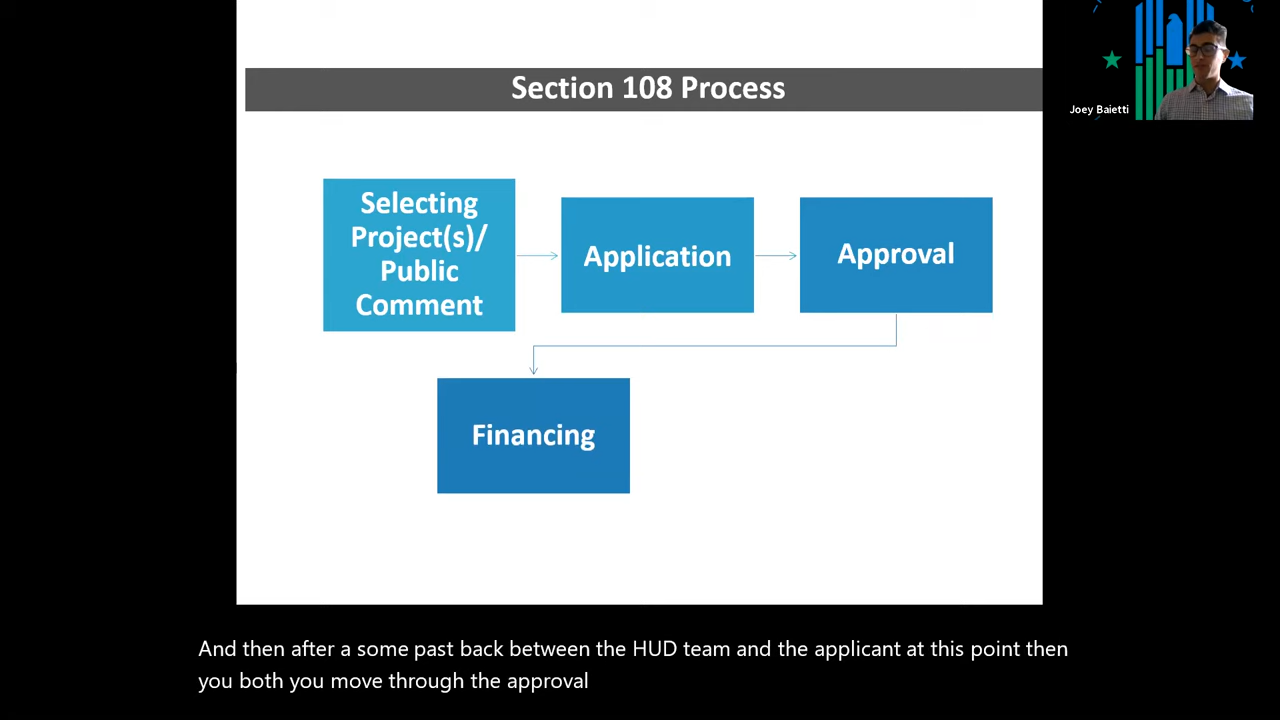 Section 108 Process
Joey Baietti
Selecting
Project(s)/
Public
Comment
Application
Approval
Financing
And then after a some past back between the HUD team and the applicant at this point then
you both you move through the approval